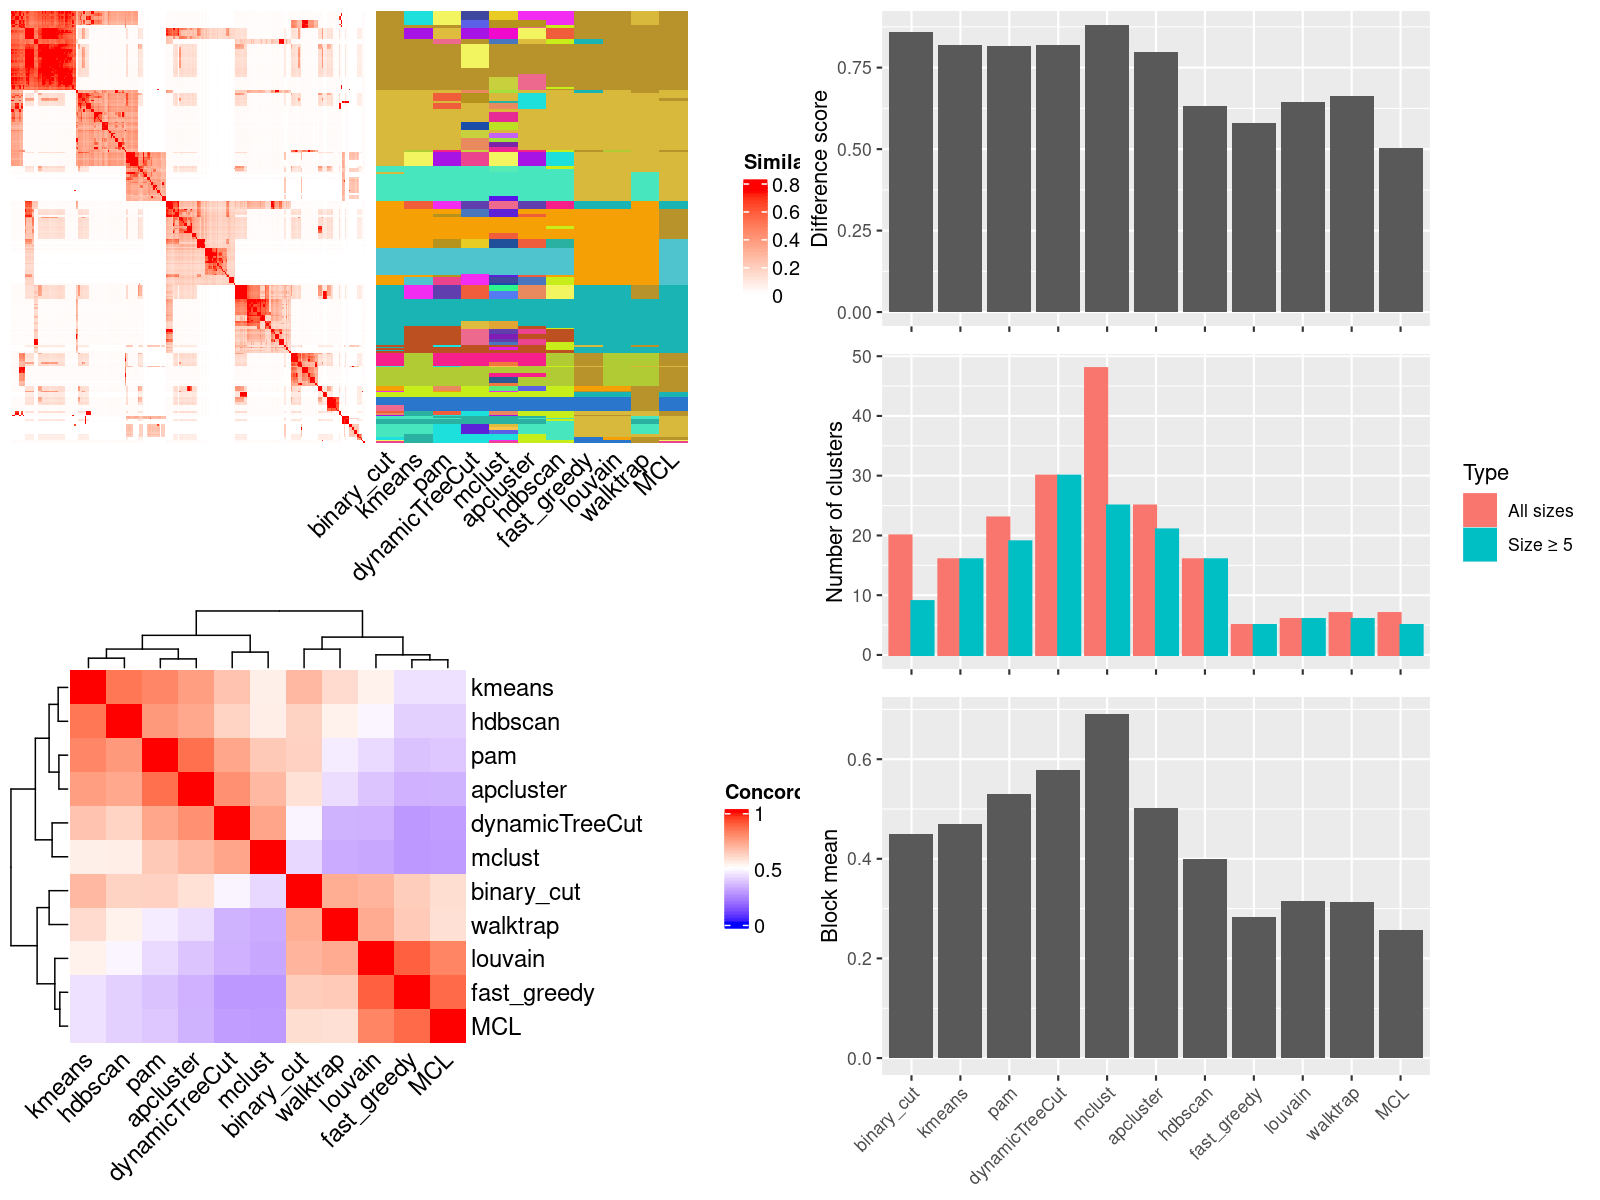 Simila
0.8
0.6
0.4
0.2
0
binary_cut
kmeans
pam
dynamicTreeCut
mclust
apcluster
hdbscan
fast_greedy
louvain
walktrap
MCL
kmeans
hdbscan
pam
apcluster
dynamicTreeCut
mclust
binary_cut
walktrap
louvain
fast_greedy
MCL
kmeans
hdbscan
pam
apcluster
dynamicTreeCut
mclust
binary_cut
walktrap
louvain
fast_greedy
MCL
Concord
1
0.5
0
Difference score
0.75
0.50
0.25
0.00
Number of clusters
50
40
30
20
10
0
Type
All sizes
Size ≥ 5
Block mean
0.6
0.4
0.2
0.0
binary_cut
kmeans
pam
dynamicTreeCut
mclust
apcluster
hdbscan
fast_greedy
louvain
walktrap
MCL